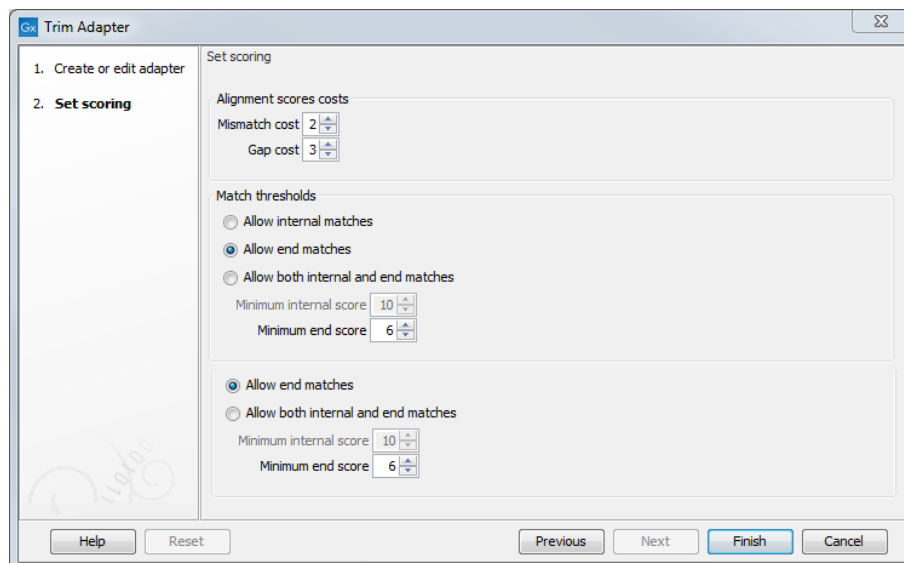 Gx Trim Adapter
1. Create or edit adapter
2. Set scoring
Set scoring
Alignment scores costs
Mismatch cost 2
Gap cost 3
Match thresholds
Allow internal matches
Allow end matches
Allow both internal and end matches
Minimum internal score 10
Minimum end score 6
Allow end matches
Allow both internal and end matches
Minimum internal score 10
Minimum end score 6
Help Reset Previous Next Finish Cancel